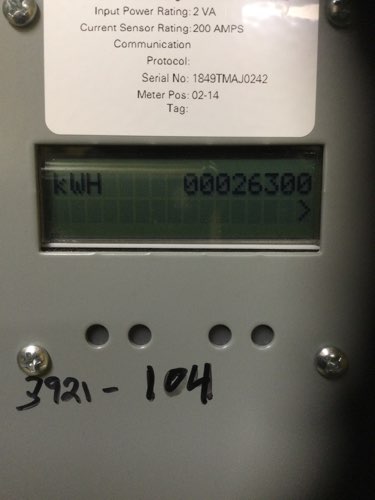 Input Power Rating: 2 VA
Current Sensor Rating: 200 AMPS
Communication
Protocol:
Serial No: 1849TMAJ0242
Meter Pos: 02-14
Tag:
kWH 00026300
>
3921- 104